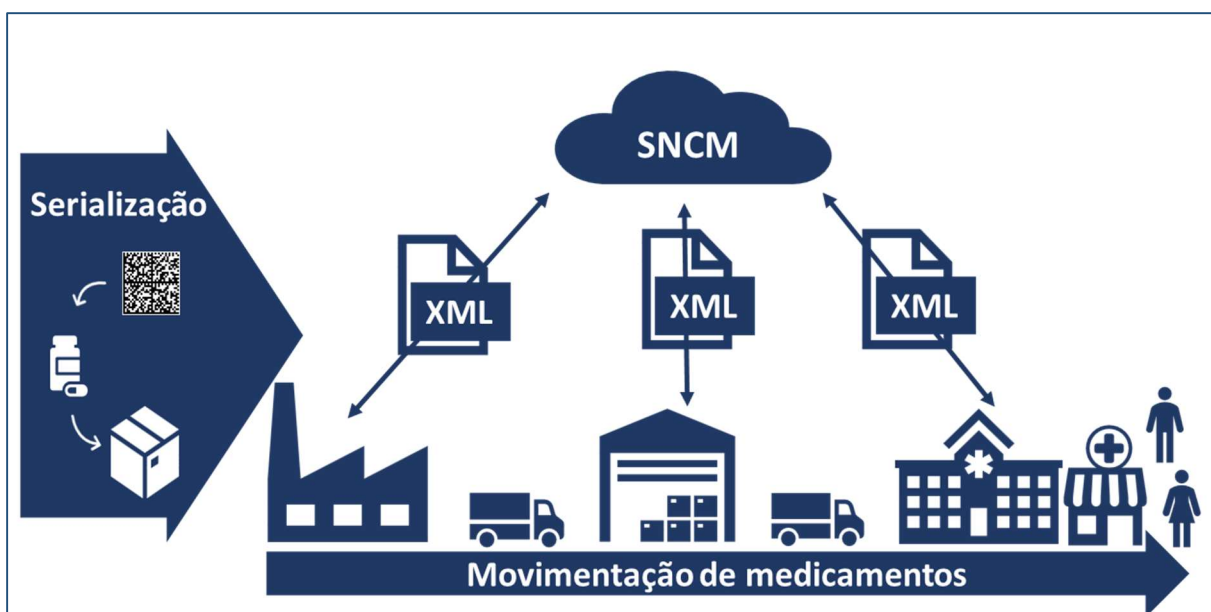 SNCM
Serialização
XML
XML
XML
Movimentação de medicamentos